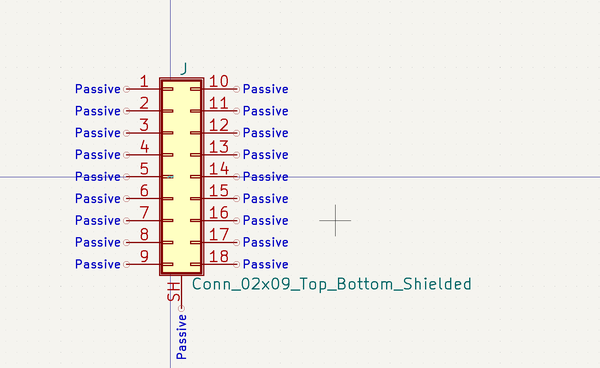 J
Passive 1 10 Passive
Passive 2 11 Passive
Passive 3 12 Passive
Passive 4 13 Passive
Passive 5 14 Passive
Passive 6 15 Passive
Passive 7 16 Passive
Passive 8 17 Passive
Passive 9 18 Passive
SH
Conn_02x09_Top_Bottom_Shielded
Passive